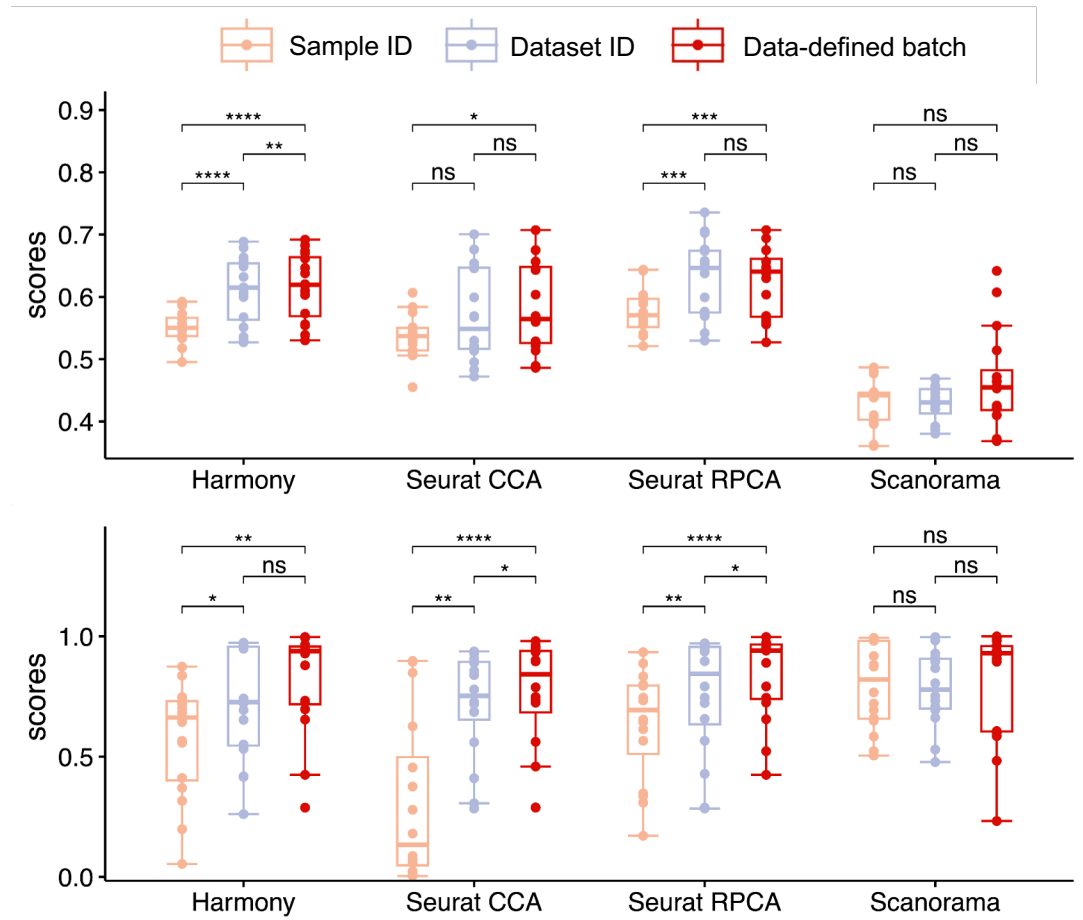 Sample ID Dataset ID Data-defined batch
0.9
**** * *** ns
** ns ns ns
0.8
**** ns *** ns
0.7
scores
0.6
0.5
0.4
Harmony Seurat CCA Seurat RPCA Scanorama
** **** **** ns
ns * * ns
* ** ** ns
1.0
scores
0.5
0.0
Harmony Seurat CCA Seurat RPCA Scanorama